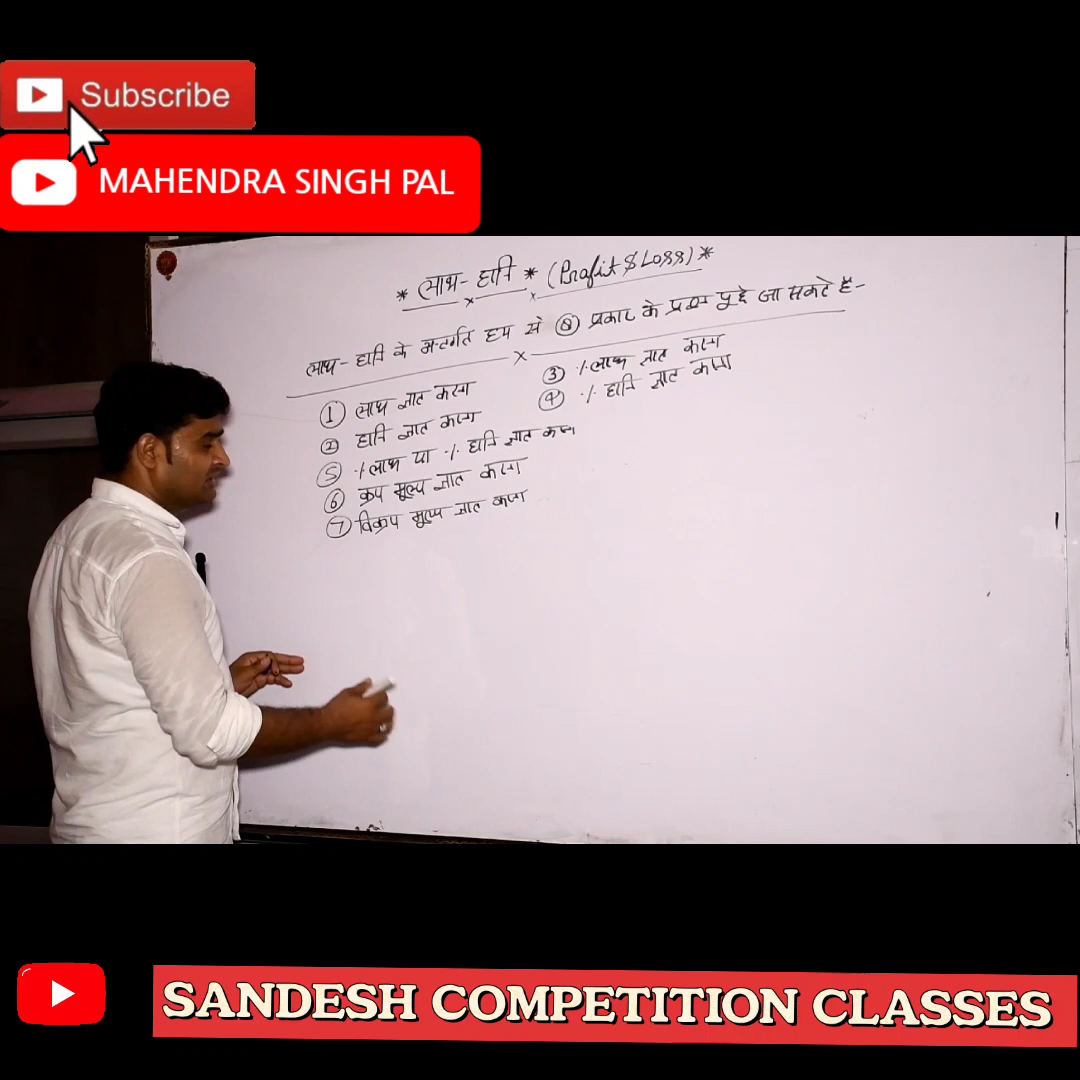 Subscribe
MAHENDRA SINGH PAL
* लाभ - हानि * (Profit & Loss) *
लाभ - हानि के अन्तर्गत हम से ⑧ प्रकार के प्रश्न पूछे जा सकते हैं -
① लाभ ज्ञात करना
② हानि ज्ञात करना
③ % लाभ ज्ञात करना
④ % हानि ज्ञात करना
⑤ % लाभ या % हानि ज्ञात करना
⑥ क्रय मूल्य ज्ञात करना
⑦ विक्रय मूल्य ज्ञात करना
SANDESH COMPETITION CLASSES